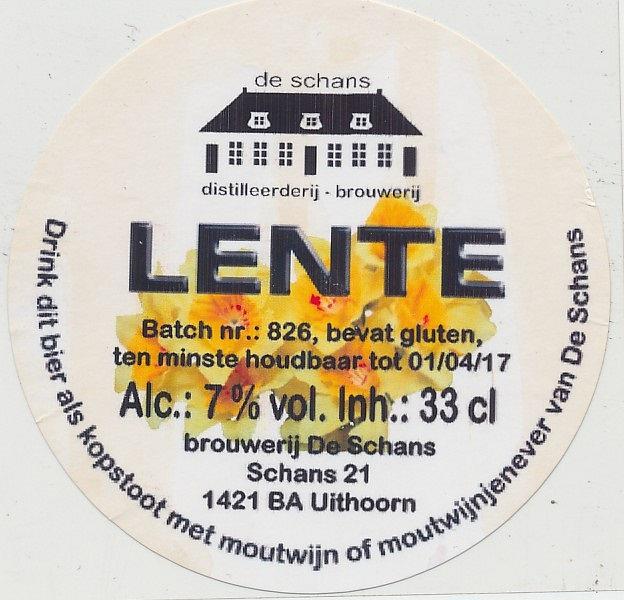 de schans
distilleerderij - brouwerij
LENTE
Batch nr.: 826, bevat gluten,
ten minste houdbaar tot 01/04/17
Alc.: 7 % vol. Inh.: 33 cl
brouwerij De Schans
Schans 21
1421 BA Uithoorn
Drink dit bier als kopstoot met moutwijn of moutwijnjenever van De Schans